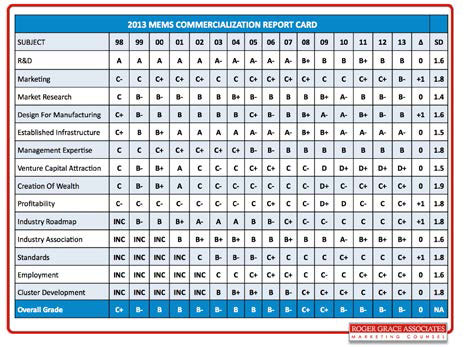 2013 MEMS COMMERCIALIZATION REPORT CARD
SUBJECT 98 99 00 01 02 03 04 05 06 07 08 09 10 11 12 13 Δ SD
R&D A A A A A A- A- A- A- A- B+ B B B+ B B 0 1.6
Marketing C- C C+ C+ C C C+ C+ C+ C C C C C+ C+ B- +1 1.8
Market Research C B- B- B B B B+ B+ B- B- B B+ A- B- B B 0 1.4
Design For Manufacturing C+ B- B B B B B C+ B- B B+ A- A- B+ B- B +1 1.6
Established Infrastructure C+ B B+ A A A A A- A- A- A- B+ B+ B+ B+ B+ 0 1.5
Management Expertise C C C+ C+ C+ C+ B- B- B B B B B B B B 0 1.8
Venture Capital Attraction C B- B+ A C C- C C+ C+ C C- D D+ D+ D+ D+ 0 1.5
Creation Of Wealth C B B+ A C C- C- C- C C C- D+ C- C+ C+ C+ 0 1.9
Profitability C- C- C- C- C- C- C- C C+ C C- D+ C C+ C C+ +1 1.8
Industry Roadmap INC B- B B+ A- A A B B- C+ C- C- C C C C+ +1 1.8
Industry Association INC INC INC B B+ B+ B+ B+ B+ B B B A- B+ B+ B+ 0 1.6
Standards INC INC INC INC C B- B- B- C+ C C- C- C C C C+ +1 1.8
Employment INC INC INC INC C C C C+ C+ C C C- C C+ C+ C+ 0 1.6
Cluster Development INC INC INC INC B B+ B+ B C+ C+ C C C C+ C+ C+ 0 1.8
Overall Grade C+ B- B B B- B- B- B- B- B- C+ C+ B- B- B- B- 0 NA
ROGER GRACE ASSOCIATES
MARKETING COUNSEL